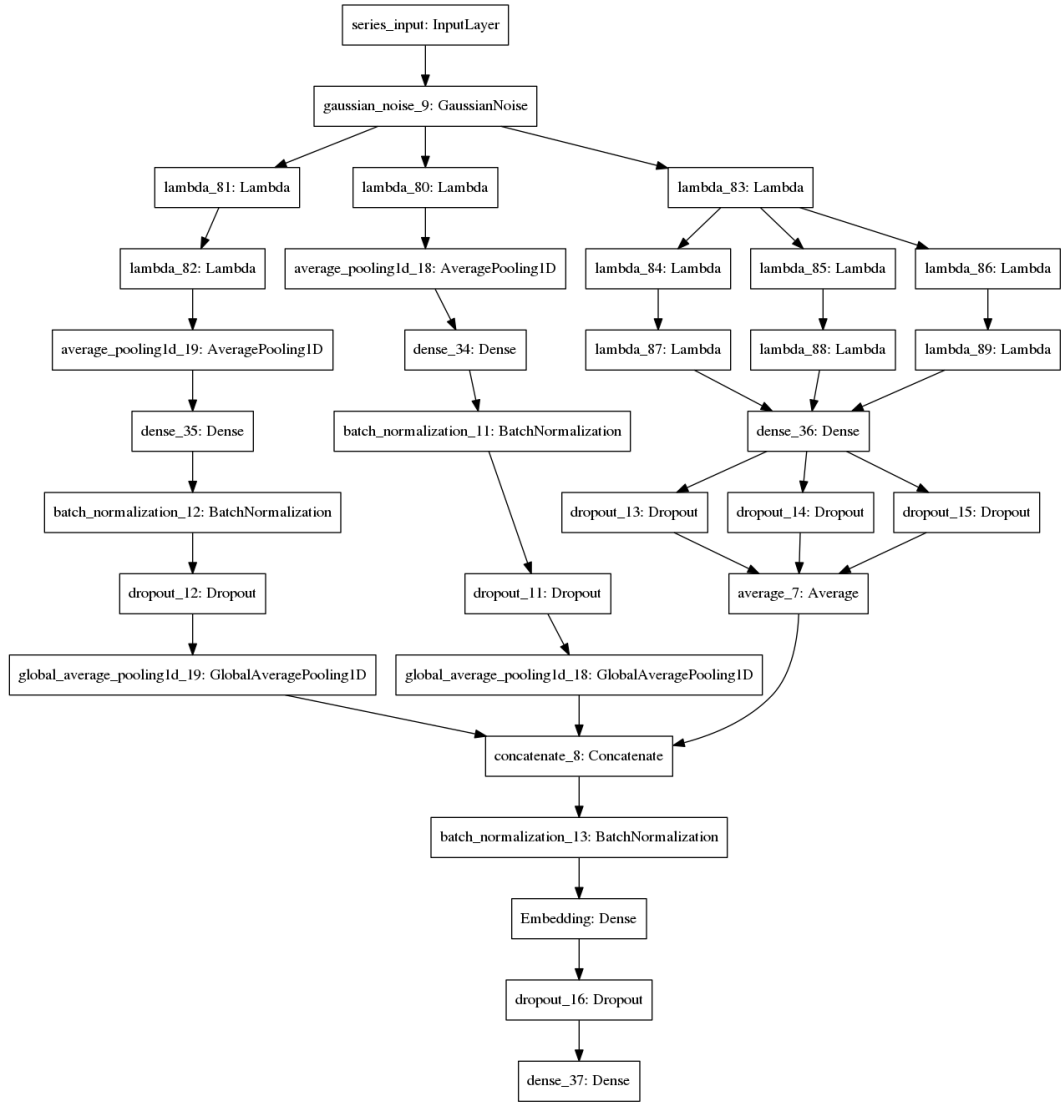 series_input: InputLayer
gaussian_noise_9: GaussianNoise
lambda_81: Lambda
lambda_80: Lambda
lambda_83: Lambda
lambda_82: Lambda
average_pooling1d_18: AveragePooling1D
lambda_84: Lambda
lambda_85: Lambda
lambda_86: Lambda
average_pooling1d_19: AveragePooling1D
dense_34: Dense
lambda_87: Lambda
lambda_88: Lambda
lambda_89: Lambda
dense_35: Dense
batch_normalization_11: BatchNormalization
dense_36: Dense
batch_normalization_12: BatchNormalization
dropout_13: Dropout
dropout_14: Dropout
dropout_15: Dropout
dropout_12: Dropout
dropout_11: Dropout
average_7: Average
global_average_pooling1d_19: GlobalAveragePooling1D
global_average_pooling1d_18: GlobalAveragePooling1D
concatenate_8: Concatenate
batch_normalization_13: BatchNormalization
Embedding: Dense
dropout_16: Dropout
dense_37: Dense